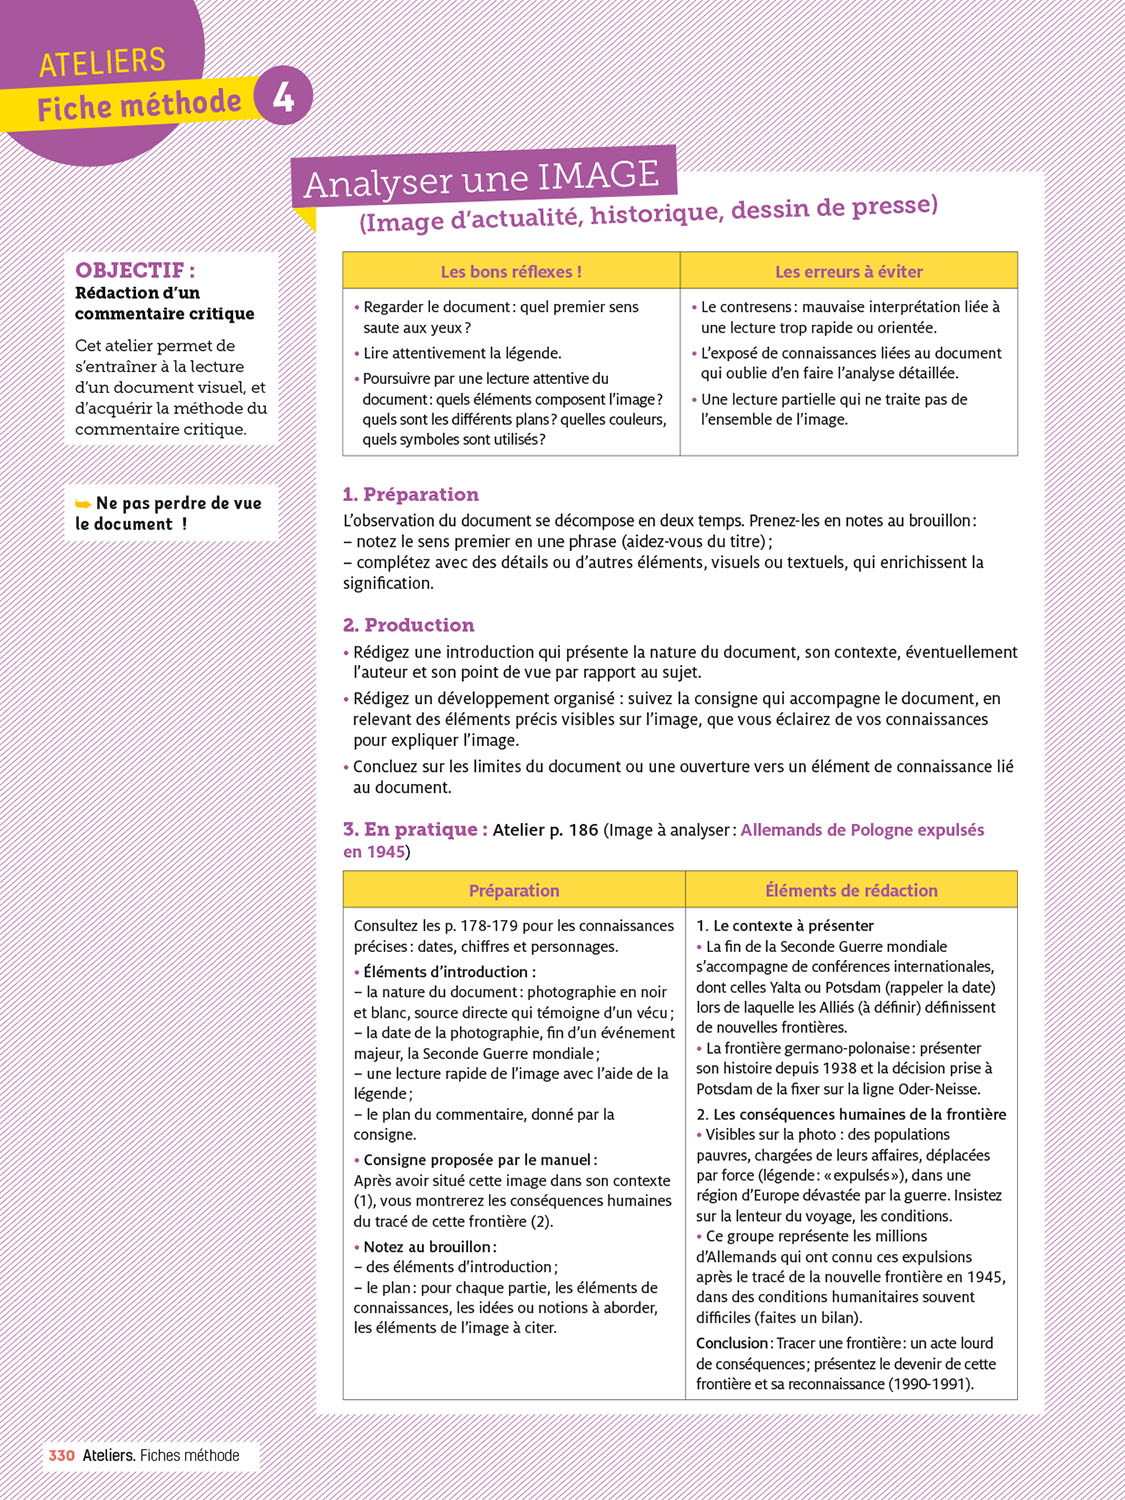 ATELIERS
Fiche méthode 4
Analyser une IMAGE
(Image d’actualité, historique, dessin de presse)
OBJECTIF :
Rédaction d’un
commentaire critique
Cet atelier permet de
s’entraîner à la lecture
d’un document visuel, et
d’acquérir la méthode du
commentaire critique.
➥ Ne pas perdre de vue
le document !
Les bons réflexes !
• Regarder le document : quel premier sens
saute aux yeux ?
• Lire attentivement la légende.
• Poursuivre par une lecture attentive du
document : quels éléments composent l’image ?
quels sont les différents plans ? quelles couleurs,
quels symboles sont utilisés ?
Les erreurs à éviter
• Le contresens : mauvaise interprétation liée à
une lecture trop rapide ou orientée.
• L’exposé de connaissances liées au document
qui oublie d’en faire l’analyse détaillée.
• Une lecture partielle qui ne traite pas de
l’ensemble de l’image.
1. Préparation
L’observation du document se décompose en deux temps. Prenez-les en notes au brouillon :
– notez le sens premier en une phrase (aidez-vous du titre) ;
– complétez avec des détails ou d’autres éléments, visuels ou textuels, qui enrichissent la
signification.
2. Production
• Rédigez une introduction qui présente la nature du document, son contexte, éventuellement
l’auteur et son point de vue par rapport au sujet.
• Rédigez un développement organisé : suivez la consigne qui accompagne le document, en
relevant des éléments précis visibles sur l’image, que vous éclairez de vos connaissances
pour expliquer l’image.
• Concluez sur les limites du document ou une ouverture vers un élément de connaissance lié
au document.
3. En pratique : Atelier p. 186 (Image à analyser : Allemands de Pologne expulsés
en 1945)
Préparation
Consultez les p. 178-179 pour les connaissances
précises : dates, chiffres et personnages.
• Éléments d’introduction :
– la nature du document : photographie en noir
et blanc, source directe qui témoigne d’un vécu ;
– la date de la photographie, fin d’un événement
majeur, la Seconde Guerre mondiale ;
– une lecture rapide de l’image avec l’aide de la
légende ;
– le plan du commentaire, donné par la
consigne.
• Consigne proposée par le manuel :
Après avoir situé cette image dans son contexte
(1), vous montrerez les conséquences humaines
du tracé de cette frontière (2).
• Notez au brouillon :
– des éléments d’introduction ;
– le plan : pour chaque partie, les éléments de
connaissances, les idées ou notions à aborder,
les éléments de l’image à citer.
Éléments de rédaction
1. Le contexte à présenter
• La fin de la Seconde Guerre mondiale
s’accompagne de conférences internationales,
dont celles Yalta ou Potsdam (rappeler la date)
lors de laquelle les Alliés (à définir) définissent
de nouvelles frontières.
• La frontière germano-polonaise : présenter
son histoire depuis 1938 et la décision prise à
Potsdam de la fixer sur la ligne Oder-Neisse.
2. Les conséquences humaines de la frontière
• Visibles sur la photo : des populations
pauvres, chargées de leurs affaires, déplacées
par force (légende : « expulsés »), dans une
région d’Europe dévastée par la guerre. Insistez
sur la lenteur du voyage, les conditions.
• Ce groupe représente les millions
d’Allemands qui ont connu ces expulsions
après le tracé de la nouvelle frontière en 1945,
dans des conditions humanitaires souvent
difficiles (faites un bilan).
Conclusion : Tracer une frontière : un acte lourd
de conséquences ; présentez le devenir de cette
frontière et sa reconnaissance (1990-1991).
330 Ateliers. Fiches méthode